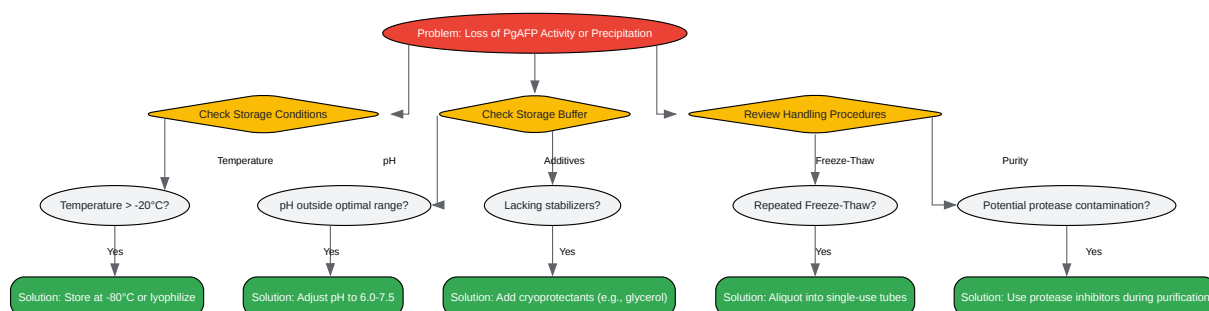 Problem: Loss of PgAFP Activity or Precipitation
Check Storage Conditions
Check Storage Buffer
Review Handling Procedures
Temperature
pH
Additives
Freeze-Thaw
Purity
Temperature > -20°C?
pH outside optimal range?
Lacking stabilizers?
Repeated Freeze-Thaw?
Potential protease contamination?
Yes
Yes
Yes
Yes
Yes
Solution: Store at -80°C or lyophilize
Solution: Adjust pH to 6.0-7.5
Solution: Add cryoprotectants (e.g., glycerol)
Solution: Aliquot into single-use tubes
Solution: Use protease inhibitors during purification